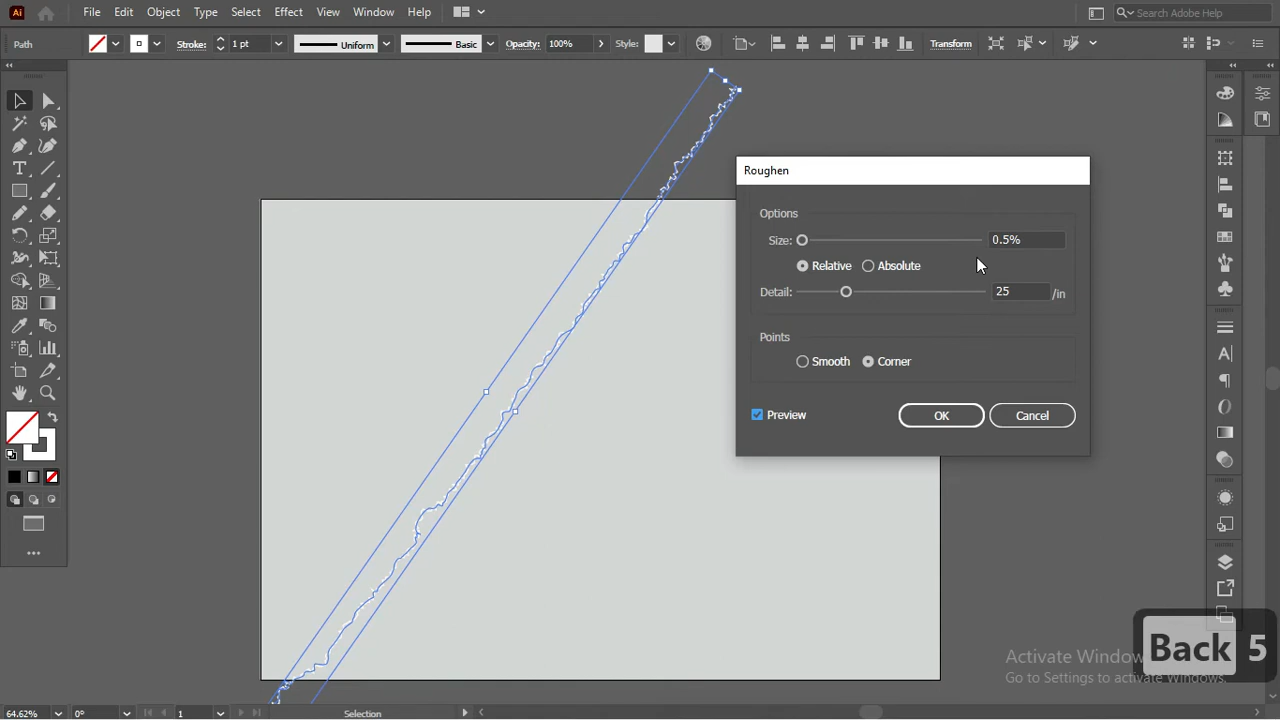 Ai File Edit Object Type Select Effect View Window Help Search Adobe Help
Path Stroke: 1 pt Uniform Basic Opacity: 100% Style: Transform
Roughen
Options
Size: 0.5%
Relative Absolute
Detail: 25 /in
Points
Smooth Corner
Preview OK Cancel
Back 5
Activate Window
Go to Settings to activate Windows.
64.62% 0° 1 Selection